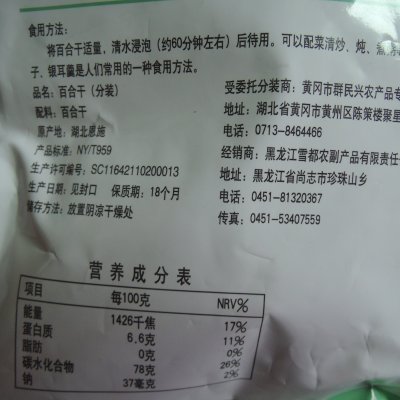 食用方法:
将百合干适量,清水浸泡(约60分钟左右)后待用。可以配菜清炒、炖、煮
子、银耳羹是人们常用的一种食用方法。
品名:百合干(分装)
配料:百合干
原产地:湖北恩施
产品标准:NY/T959
生产许可编号:SC11642110200013
生产日期:见封口 保质期:18个月
储存方法:放置阴凉干燥处
受委托分装商:黄冈市群民兴农产品专
地址:湖北省黄冈市黄州区陈策楼聚星
电话:0713-8464466
经销商:黑龙江雪都农副产品有限责任
地址:黑龙江省尚志市珍珠山乡
电话:0451-81320367
传真:0451-53407559
营养成分表
项目 每100克 NRV%
能量 1426千焦 17%
蛋白质 6.6克 11%
脂肪 0克 0%
碳水化合物 78克 26%
钠 37毫克 2%